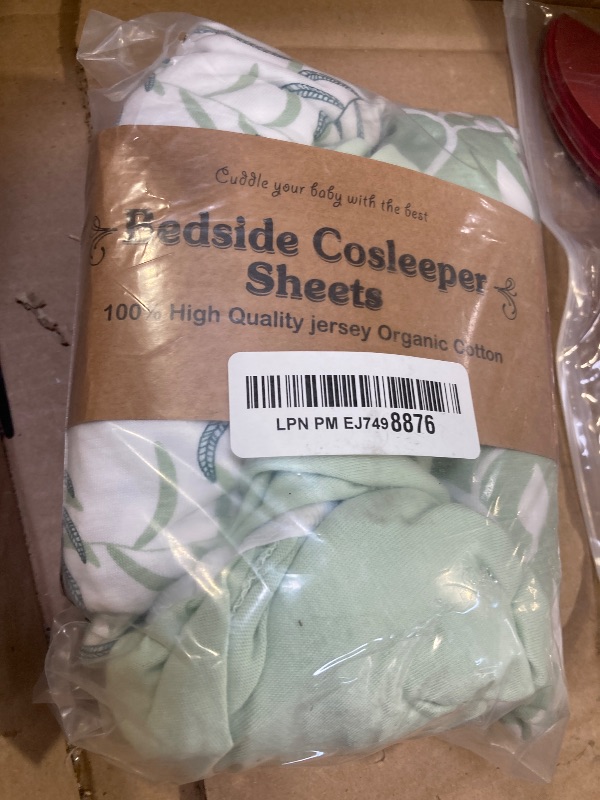 Cuddle your baby with the best
Bedside Cosleeper
Sheets
100% High Quality jersey Organic Cotton
LPN PM EJ7498876